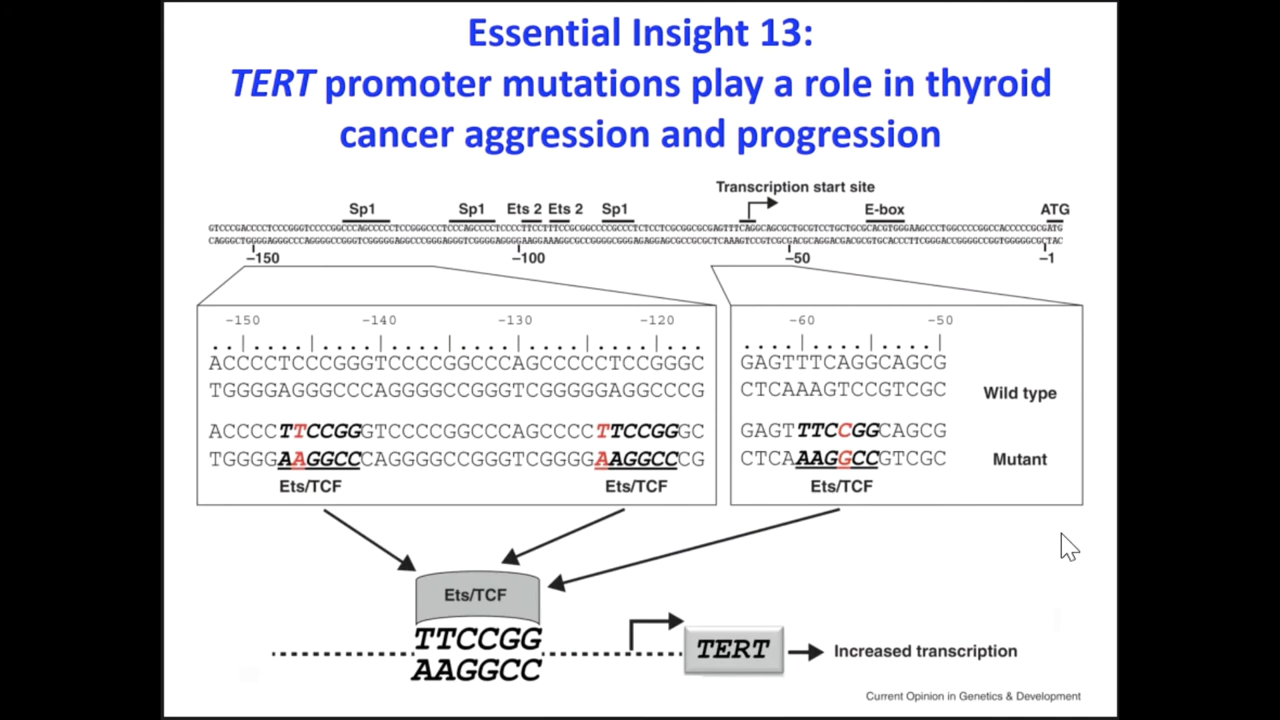 Essential Insight 13:
TERT promoter mutations play a role in thyroid
cancer aggression and progression
Transcription start site
Sp1 Sp1 Ets 2 Ets 2 Sp1 E-box ATG
−150 −100 −50 −1
−150 −140 −130 −120
ACCCCTCCCGGGTCCCCGGCCCAGCCCCCTCCGGGC
TGGGGAGGGCCCAGGGGCCGGGTCGGGGGAGGCCCG
ACCCCTTCCGGGTCCCCGGCCCAGCCCCTTCCGGGC
TGGGGAAGGCCCAGGGGCCGGGTCGGGGAAGGCCCG
Ets/TCF Ets/TCF
−60 −50
GAGTTTCAGGCAGCG
CTCAAAGTCCGTCGC
Wild type
GAGTTTCCGGCAGCG
CTCAAAGGCCGTCGC
Mutant
Ets/TCF
Ets/TCF
TTCCGG
AAGGCC
TERT
Increased transcription
Current Opinion in Genetics & Development